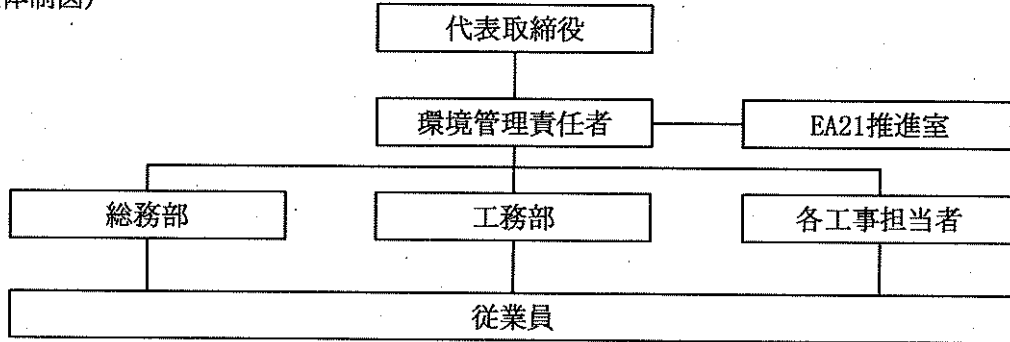 体制図)
代表取締役
環境管理責任者
EA21推進室
総務部
工務部
各工事担当者
従業員